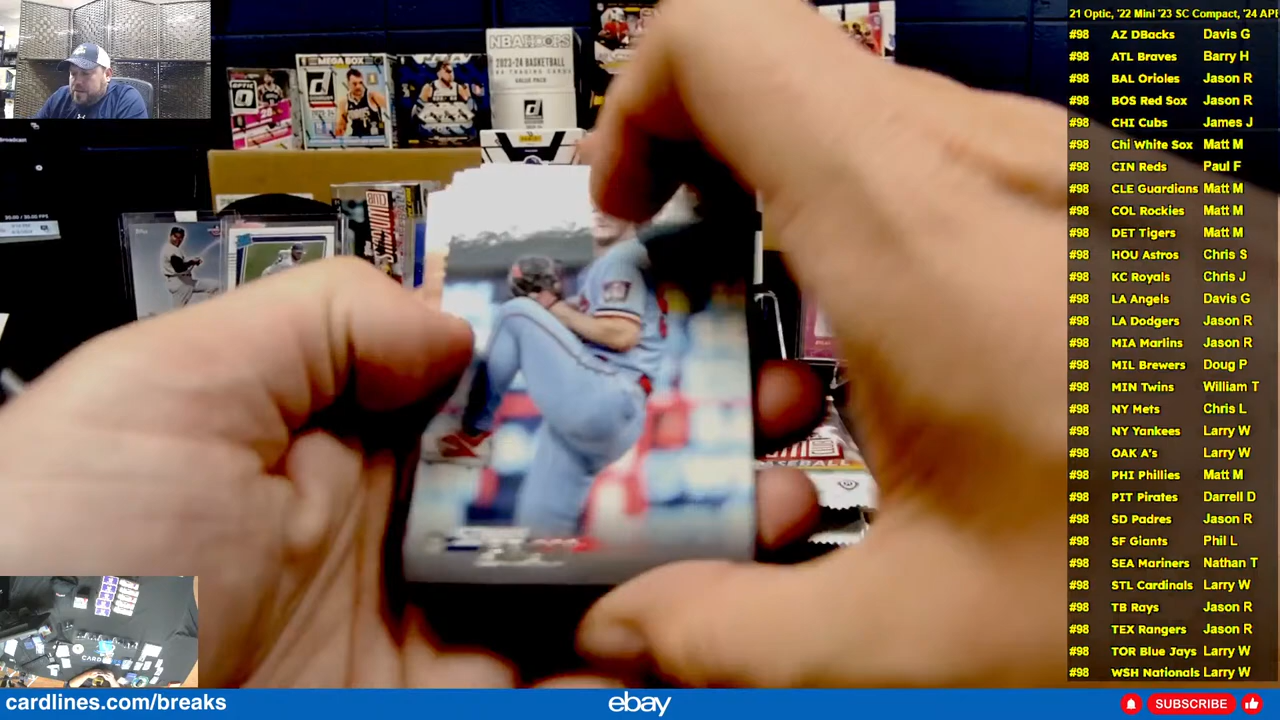 21 Optic, '22 Mini '23 SC Compact, '24 APR
#98 AZ DBacks Davis G
#98 ATL Braves Barry H
#98 BAL Orioles Jason R
#98 BOS Red Sox Jason R
#98 CHI Cubs James J
#98 Chi White Sox Matt M
#98 CIN Reds Paul F
#98 CLE Guardians Matt M
#98 COL Rockies Matt M
#98 DET Tigers Matt M
#98 HOU Astros Chris S
#98 KC Royals Chris J
#98 LA Angels Davis G
#98 LA Dodgers Jason R
#98 MIA Marlins Jason R
#98 MIL Brewers Doug P
#98 MIN Twins William T
#98 NY Mets Chris L
#98 NY Yankees Larry W
#98 OAK A's Larry W
#98 PHI Phillies Matt M
#98 PIT Pirates Darrell D
#98 SD Padres Jason R
#98 SF Giants Phil L
#98 SEA Mariners Nathan T
#98 STL Cardinals Larry W
#98 TB Rays Jason R
#98 TEX Rangers Jason R
#98 TOR Blue Jays Larry W
#98 WSH Nationals Larry W
NBA HOOPS
2023-24 BASKETBALL
MEGA BOX
OPTIC
BASEBALL
cardlines.com/breaks
ebay
SUBSCRIBE